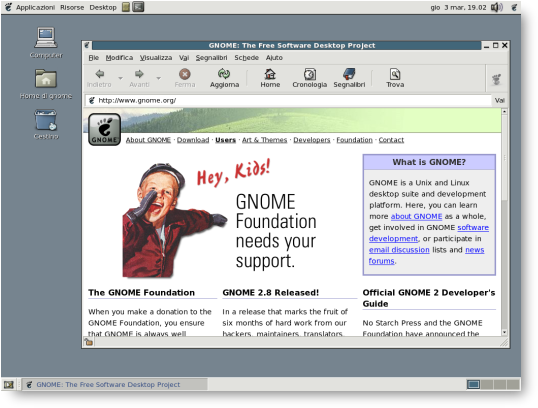 Applicazioni Risorse Desktop gio 3 mar, 19.02
Computer
Home di gnome
Cestino
GNOME: The Free Software Desktop Project
File Modifica Visualizza Vai Segnalibri Schede Aiuto
Indietro Avanti Ferma Aggiorna Home Cronologia Segnalibri Trova
http://www.gnome.org/ Vai
GNOME
About GNOME · Download · Users · Art & Themes · Developers · Foundation · Contact
Hey, Kids!
GNOME
Foundation
needs your
support.
What is GNOME?
GNOME is a Unix and Linux
desktop suite and development
platform. Here, you can learn
more about GNOME as a whole,
get involved in GNOME software
development, or participate in
email discussion lists and news
forums.
The GNOME Foundation
When you make a donation to the
GNOME Foundation, you ensure
that GNOME is always well
GNOME 2.8 Released!
In a release that marks the fruit of
six months of hard work from our
hackers, maintainers, translators,
Official GNOME 2 Developer's
Guide
No Starch Press and the GNOME
Foundation have announced the
GNOME: The Free Software Desktop Project